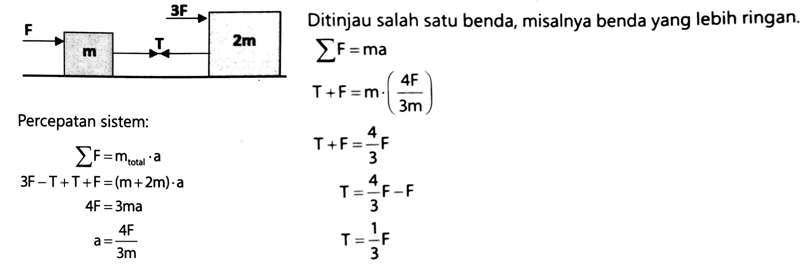 3F
F
T
m
2m
Percepatan sistem:
∑F = m_total · a
3F – T + T + F = (m + 2m) · a
4F = 3ma
a = 4F/3m
Ditinjau salah satu benda, misalnya benda yang lebih ringan.
∑F = ma
T + F = m · (4F/3m)
T + F = 4/3 F
T = 4/3 F – F
T = 1/3 F